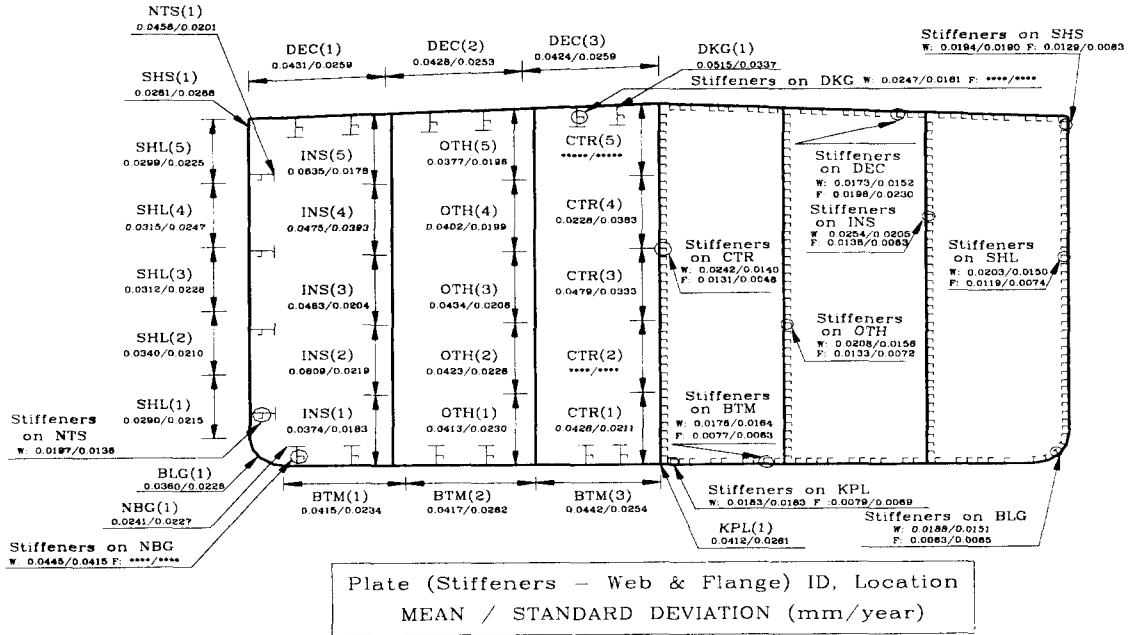 NTS(1)
0.0458/0.0201
DEC(1)
0.0431/0.0259
DEC(2)
0.0428/0.0253
DEC(3)
0.0424/0.0259
DKG(1)
0.0515/0.0337
Stiffeners on SHS
W: 0.0194/0.0190 F: 0.0129/0.0083
Stiffeners on DKG W: 0.0247/0.0161 F: ****/****
SHS(1)
0.0261/0.0268
SHL(5)
0.0299/0.0225
INS(5)
0.0635/0.0178
OTH(5)
0.0377/0.0198
CTR(5)
*****/*****
Stiffeners
on DEC
W: 0.0173/0.0152
F: 0.0198/0.0230
SHL(4)
0.0315/0.0247
INS(4)
0.0475/0.0393
OTH(4)
0.0402/0.0199
CTR(4)
0.0228/0.0383
Stiffeners
on INS
W: 0.0254/0.0205
F: 0.0138/0.0083
Stiffeners
on CTR
W: 0.0242/0.0140
F: 0.0131/0.0048
Stiffeners
on SHL
W: 0.0203/0.0150
F: 0.0119/0.0074
SHL(3)
0.0312/0.0228
INS(3)
0.0483/0.0204
OTH(3)
0.0434/0.0206
CTR(3)
0.0479/0.0333
Stiffeners
on OTH
W: 0.0208/0.0156
F: 0.0133/0.0072
SHL(2)
0.0340/0.0210
INS(2)
0.0609/0.0219
OTH(2)
0.0423/0.0226
CTR(2)
****/****
Stiffeners
on BTM
W: 0.0176/0.0164
F: 0.0077/0.0063
SHL(1)
0.0290/0.0215
INS(1)
0.0374/0.0183
OTH(1)
0.0413/0.0230
CTR(1)
0.0426/0.0211
Stiffeners
on NTS
W: 0.0197/0.0136
BLG(1)
0.0360/0.0228
NBG(1)
0.0241/0.0227
Stiffeners on NBG
W: 0.0445/0.0415 F: ****/****
BTM(1)
0.0415/0.0234
BTM(2)
0.0417/0.0262
BTM(3)
0.0442/0.0254
Stiffeners on KPL
W: 0.0183/0.0183 F :0.0079/0.0069
KPL(1)
0.0412/0.0261
Stiffeners on BLG
W: 0.0188/0.0151
F: 0.0083/0.0065
Plate (Stiffeners – Web & Flange) ID, Location
MEAN / STANDARD DEVIATION (mm/year)